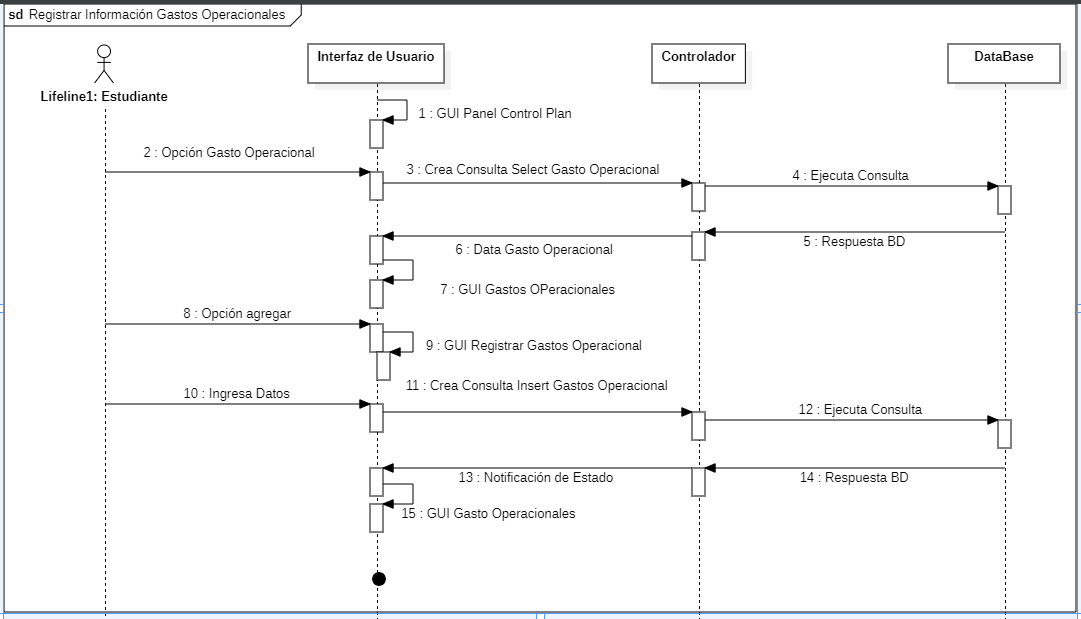 sd Registrar Información Gastos Operacionales
Interfaz de Usuario
Controlador
DataBase
Lifeline1: Estudiante
1 : GUI Panel Control Plan
2 : Opción Gasto Operacional
3 : Crea Consulta Select Gasto Operacional
4 : Ejecuta Consulta
5 : Respuesta BD
6 : Data Gasto Operacional
7 : GUI Gastos OPeracionales
8 : Opción agregar
9 : GUI Registrar Gastos Operacional
10 : Ingresa Datos
11 : Crea Consulta Insert Gastos Operacional
12 : Ejecuta Consulta
13 : Notificación de Estado
14 : Respuesta BD
15 : GUI Gasto Operacionales